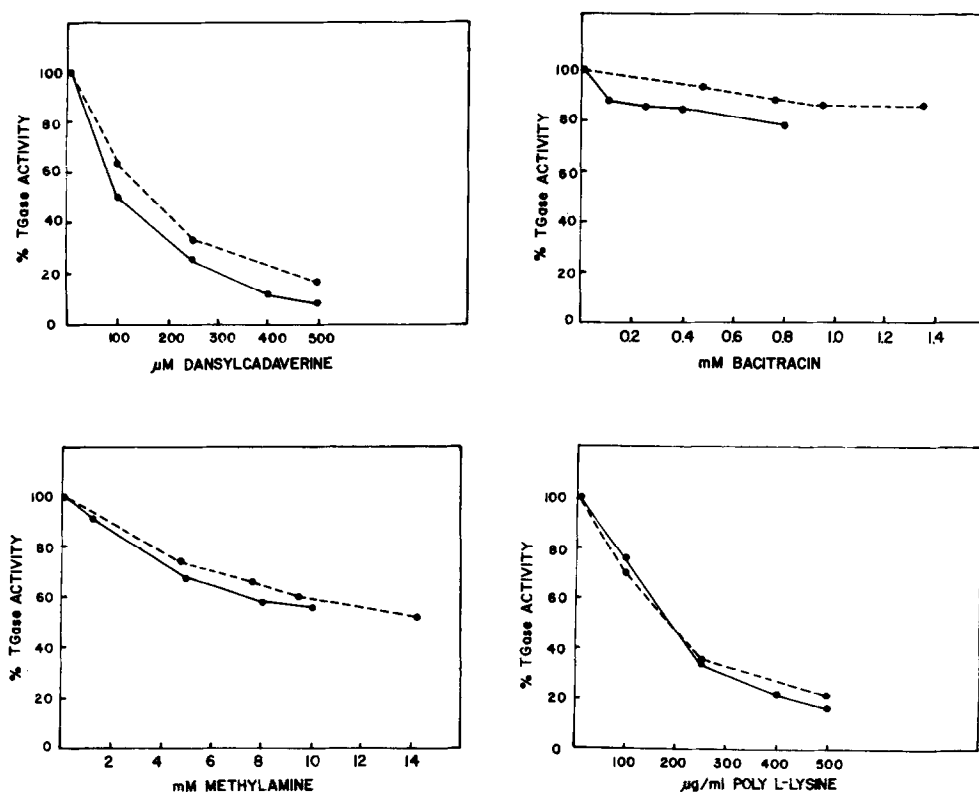 100
80
60
40
20
0
% TGase ACTIVITY
100 200 300 400 500
µM DANSYLCADAVERINE
100
80
60
40
20
0
% TGase ACTIVITY
0.2 0.4 0.6 0.8 1.0 1.2 1.4
mM BACITRACIN
100
80
60
40
20
0
% TGase ACTIVITY
2 4 6 8 10 12 14
mM METHYLAMINE
100
80
60
40
20
0
% TGase ACTIVITY
100 200 300 400 500
µg/ml POLY L-LYSINE